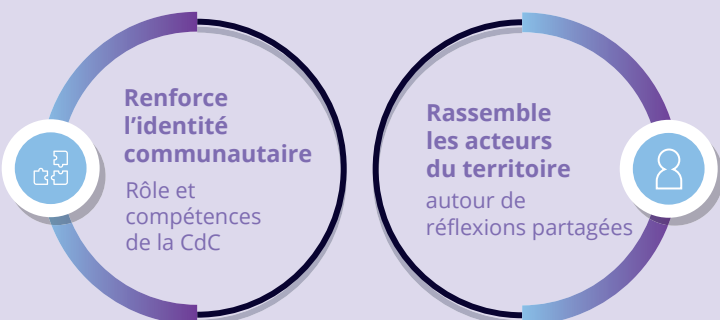 Renforce
l'identité
communautaire
Rôle et
compétences
de la CdC
Rassemble
les acteurs
du territoire
autour de
réflexions partagées